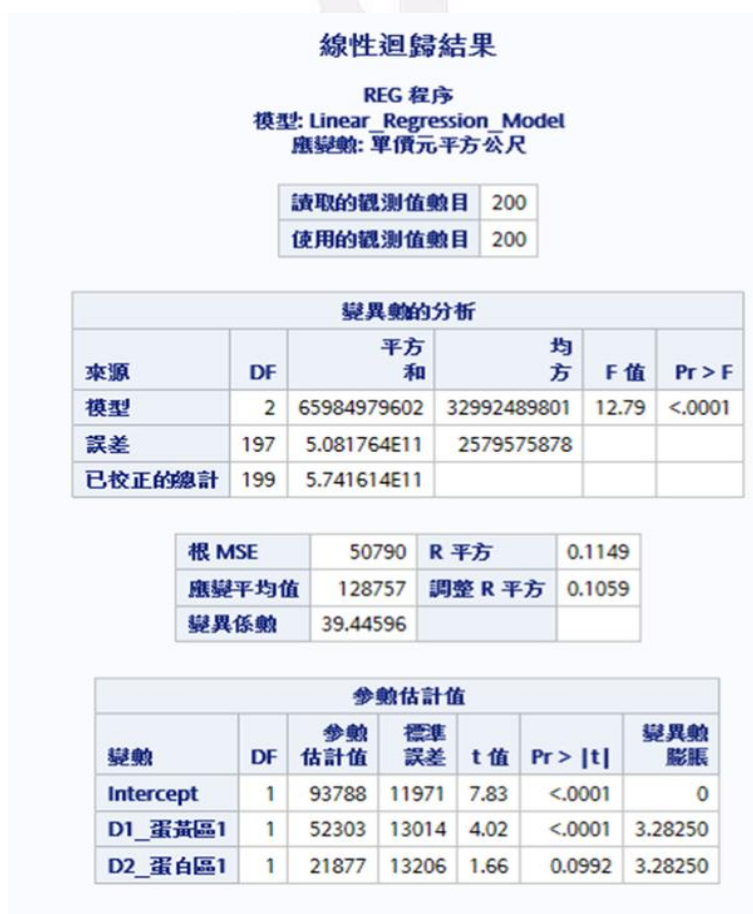 線性迴歸結果
REG 程序
模型: Linear_Regression_Model
應變數: 單價元平方公尺
讀取的觀測值數目 200
使用的觀測值數目 200
變異數的分析
來源 DF 平方和 均方 F 值 Pr > F
模型 2 65984979602 32992489801 12.79 <.0001
誤差 197 5.081764E11 2579575878
已校正的總計 199 5.741614E11
根 MSE 50790 R 平方 0.1149
應變平均值 128757 調整 R 平方 0.1059
變異係數 39.44596
參數估計值
變數 DF 參數估計值 標準誤差 t 值 Pr > |t| 變異數膨脹
Intercept 1 93788 11971 7.83 <.0001 0
D1_蛋黃區1 1 52303 13014 4.02 <.0001 3.28250
D2_蛋白區1 1 21877 13206 1.66 0.0992 3.28250